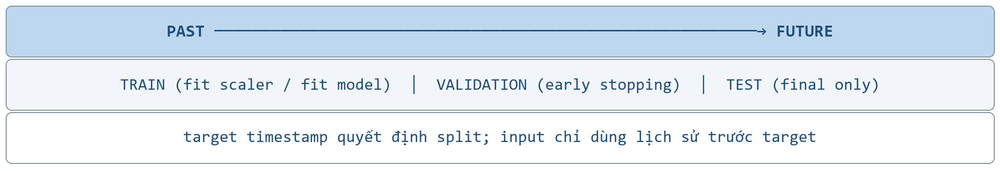 PAST ─────────────────────────────────────────────────────────→ FUTURE
TRAIN (fit scaler / fit model) │ VALIDATION (early stopping) │ TEST (final only)
target timestamp quyết định split; input chỉ dùng lịch sử trước target